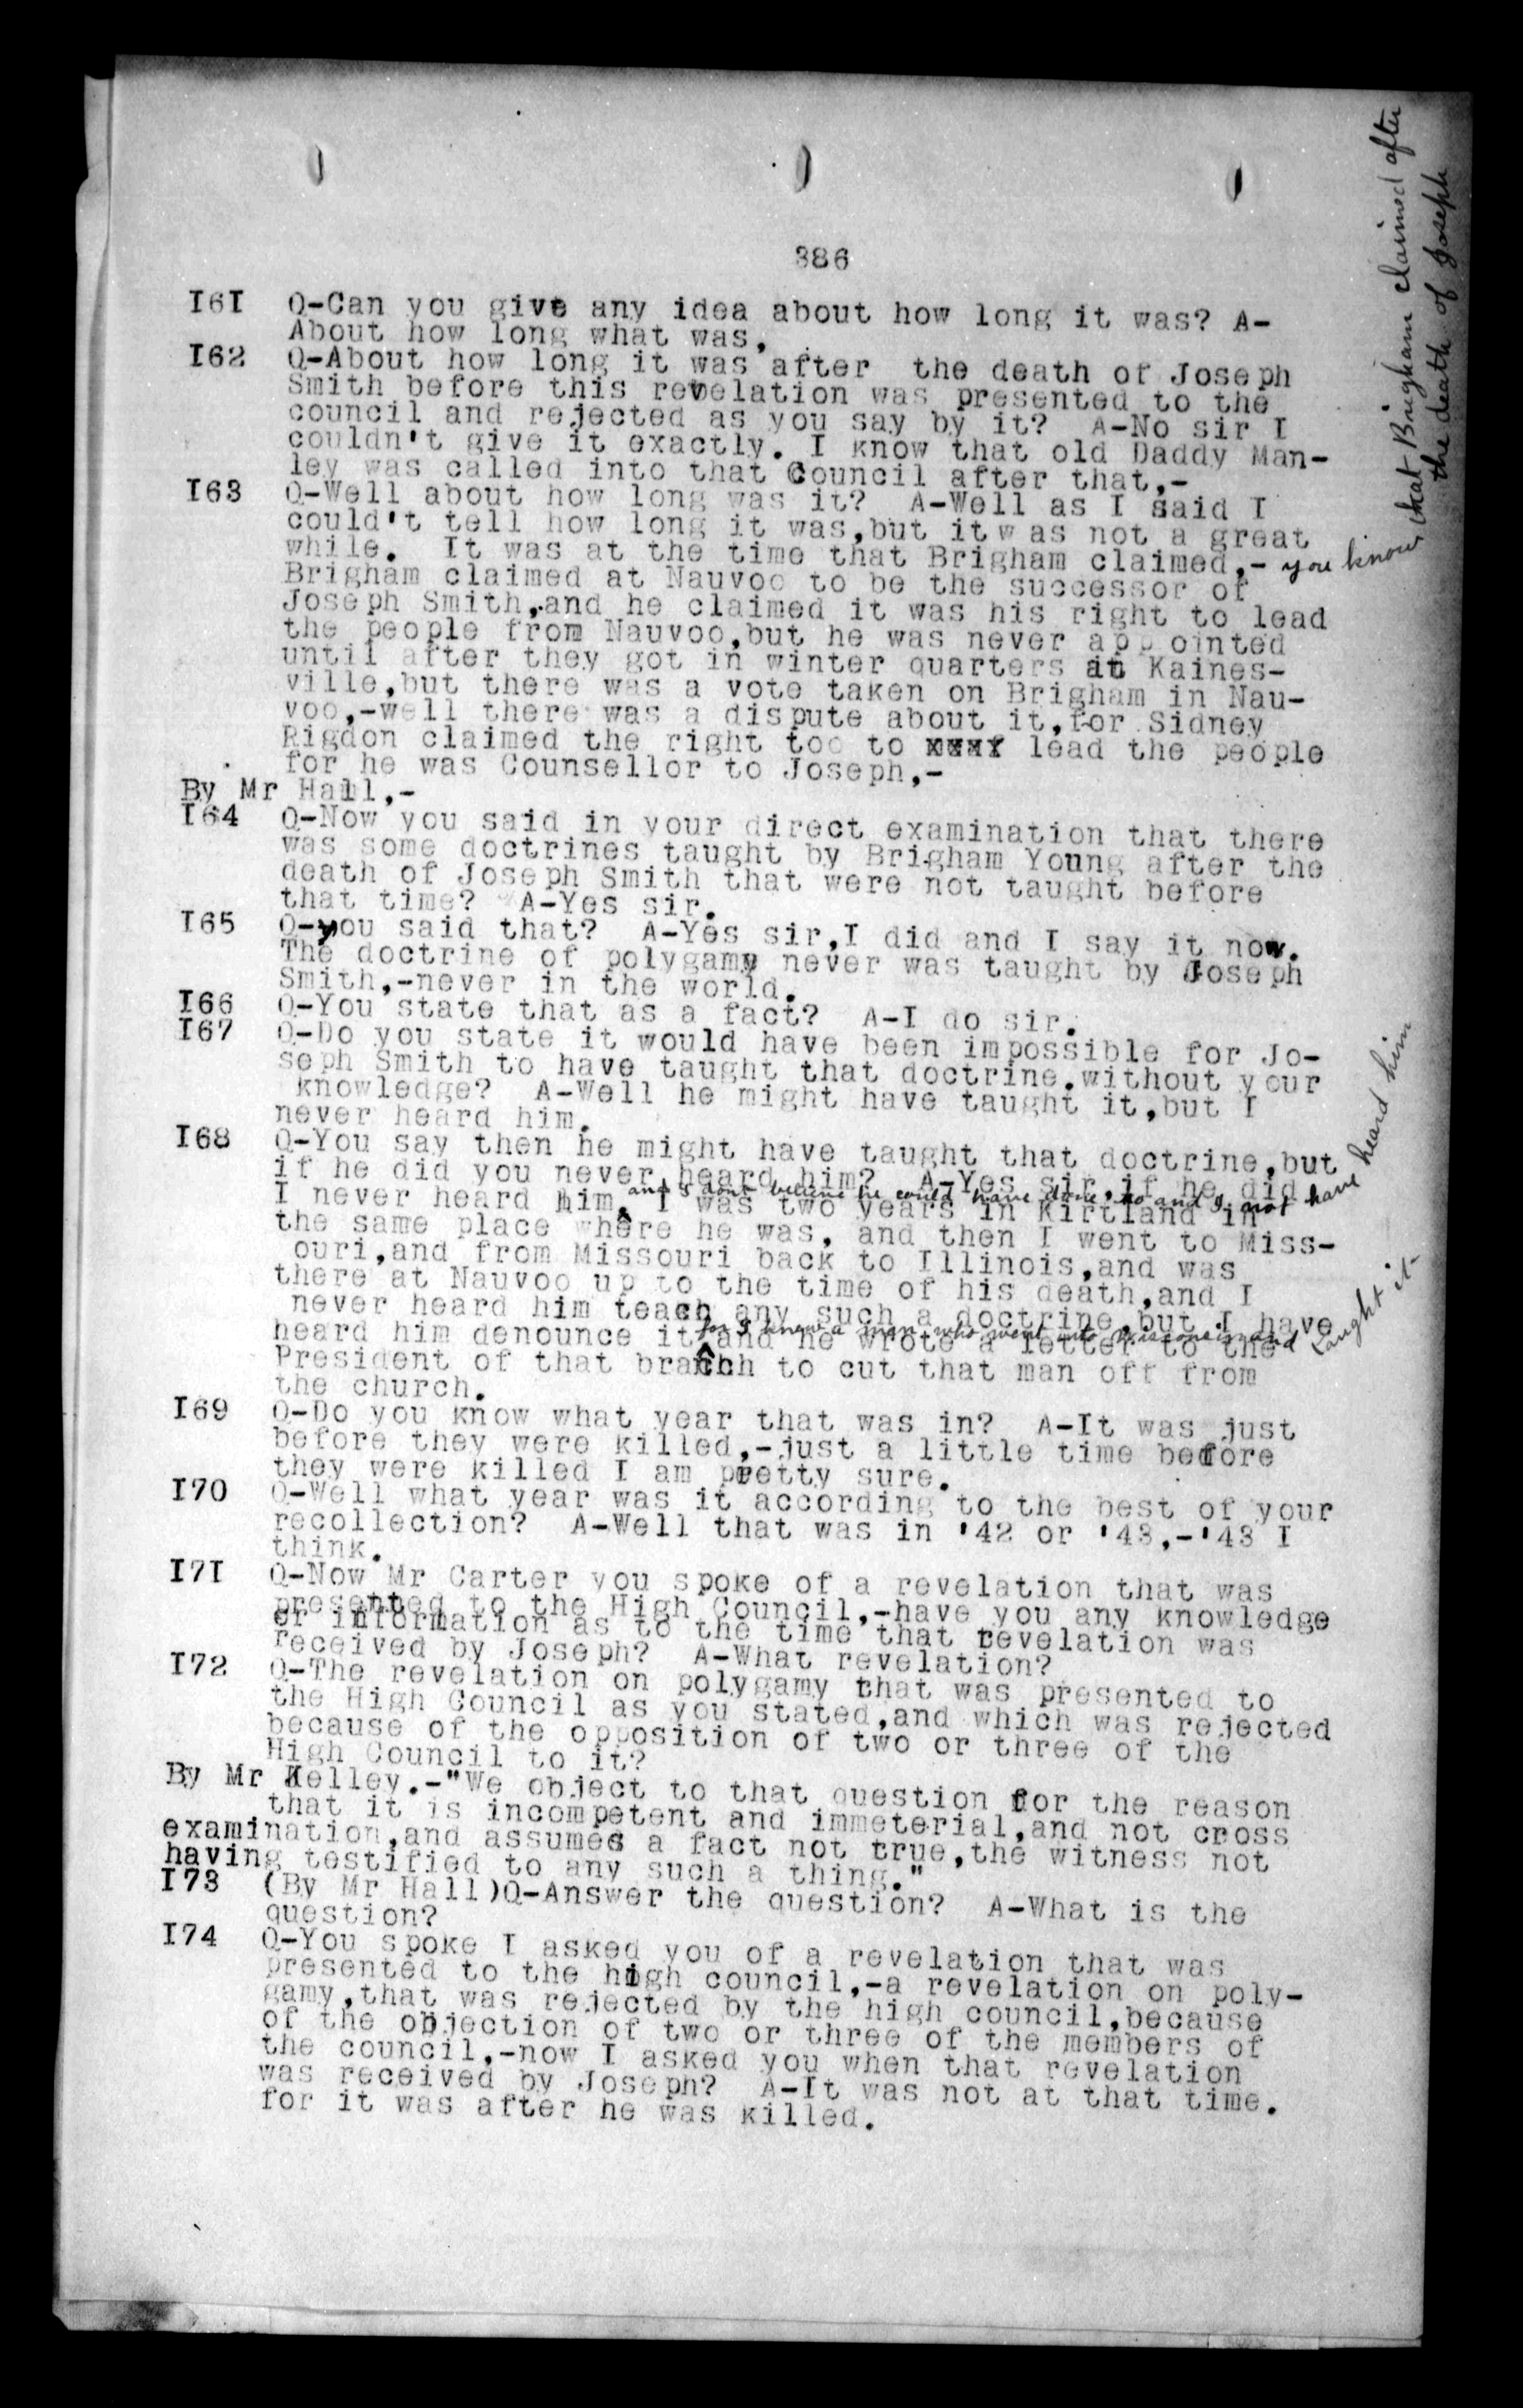 386
I6I Q-Can you give any idea about how long it was? A-
About how long what was.
I62 Q-About how long it was after the death of Joseph
Smith before this revelation was presented to the
council and rejected as you say by it? A-No sir I
couldn't give it exactly. I know that old Daddy Man-
ley was called into that Council after that,-
I63 Q-Well about how long was it? A-Well as I said I
could't tell how long it was,but it was not a great
while. It was at the time that Brigham claimed,- you know
that Brigham claimed after
the death of Joseph
Brigham claimed at Nauvoo to be the successor of
Joseph Smith,.and he claimed it was his right to lead
the people from Nauvoo,but he was never appointed
until after they got in winter quarters at Kaines-
ville,but there was a vote taken on Brigham in Nau-
voo,-well there was a dispute about it,for Sidney
Rigdon claimed the right too to xxxx lead the people
for he was Counsellor to Joseph,-
By Mr Hall,-
I64 Q-Now you said in your direct examination that there
was some doctrines taught by Brigham Young after the
death of Joseph Smith that were not taught before
that time? A-Yes sir.
I65 Q-you said that? A-Yes sir,I did and I say it now.
The doctrine of polygamy never was taught by Joseph
Smith,-never in the world.
I66 Q-You state that as a fact? A-I do sir.
I67 Q-Do you state it would have been impossible for Jo-
seph Smith to have taught that doctrine.without your
knowledge? A-Well he might have taught it,but I
never heard him.
I68 Q-You say then he might have taught that doctrine,but
if he did you never heard him? A-Yes sir,if he did
and I dont believe he could have done so and I not have heard him
I never heard him, I was two years in Kirtland in
the same place where he was, and then I went to Miss-
ouri,and from Missouri back to Illinois,and was
there at Nauvoo up to the time of his death,and I
never heard him teach any such a doctrine,but I have
for I knew a man who went into Wisconsin and taught it-
heard him denounce it and he wrote a letter to the
President of that branch to cut that man off from
the church.
I69 Q-Do you know what year that was in? A-It was just
before they were killed,-just a little time before
they were killed I am pretty sure.
I70 Q-Well what year was it according to the best of your
recollection? A-Well that was in '42 or '43,-'43 I
think.
I7I Q-Now Mr Carter you spoke of a revelation that was
presented to the High Council,-have you any knowledge
or information as to the time that revelation was
received by Joseph? A-What revelation?
I72 Q-The revelation on polygamy that was presented to
the High Council as you stated,and which was rejected
because of the opposition of two or three of the
High Council to it?
By Mr Kelley.-"We object to that question for the reason
that it is incompetent and immeterial,and not cross
examination,and assumes a fact not true,the witness not
having testified to any such a thing."
I73 (By Mr Hall)Q-Answer the question? A-What is the
question?
I74 Q-You spoke I asked you of a revelation that was
presented to the high council,-a revelation on poly-
gamy,that was rejected by the high council,because
of the objection of two or three of the members of
the council,-now I asked you when that revelation
was received by Joseph? A-It was not at that time.
for it was after he was killed.